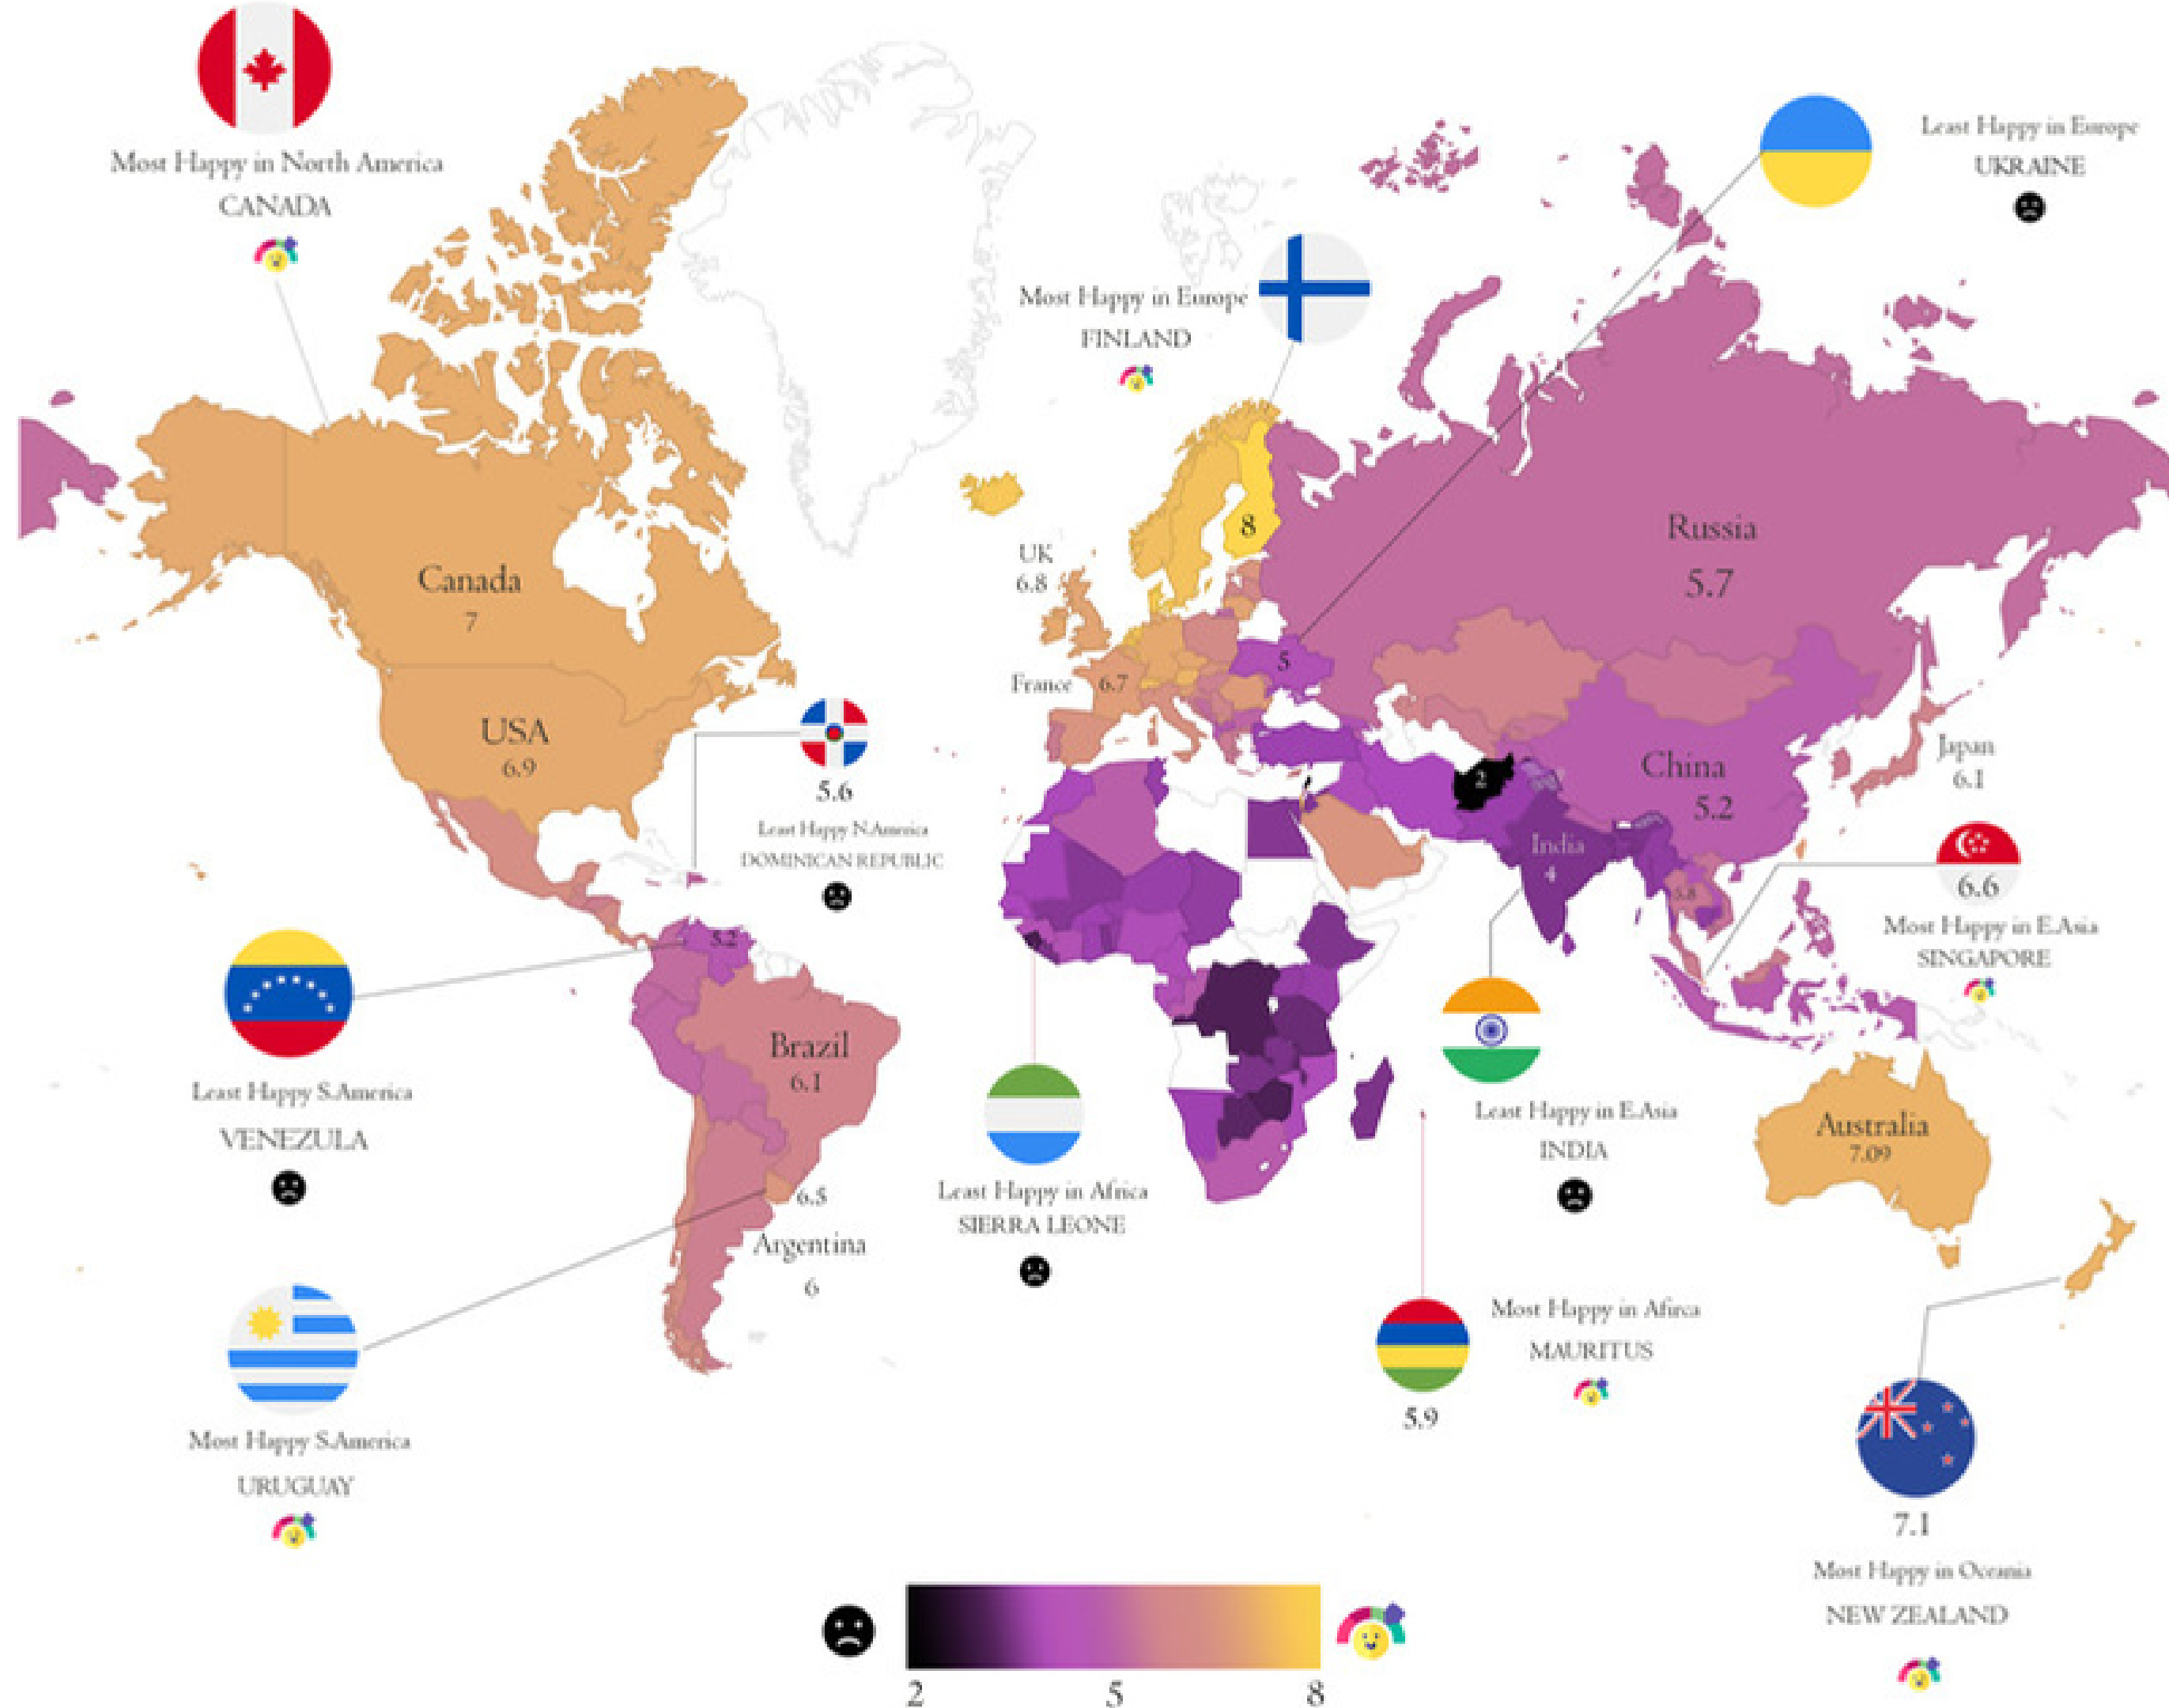 Most Happy in North America
CANADA
Least Happy in Europe
UKRAINE
Most Happy in Europe
FINLAND
8
UK
6.8
Russia
5.7
Canada
7
5
France
6.7
USA
6.9
Japan
6.1
China
5.2
2
5.6
Least Happy N.America
DOMINICAN REPUBLIC
India
4
5.8
6.6
Most Happy in E.Asia
SINGAPORE
5.2
Brazil
6.1
Least Happy S.America
VENEZULA
Least Happy in E.Asia
INDIA
Australia
7.09
6.5
Argentina
6
Least Happy in Africa
SIERRA LEONE
Most Happy in Afirca
MAURITUS
5.9
Most Happy S.America
URUGUAY
7.1
Most Happy in Oceania
NEW ZEALAND
2 5 8